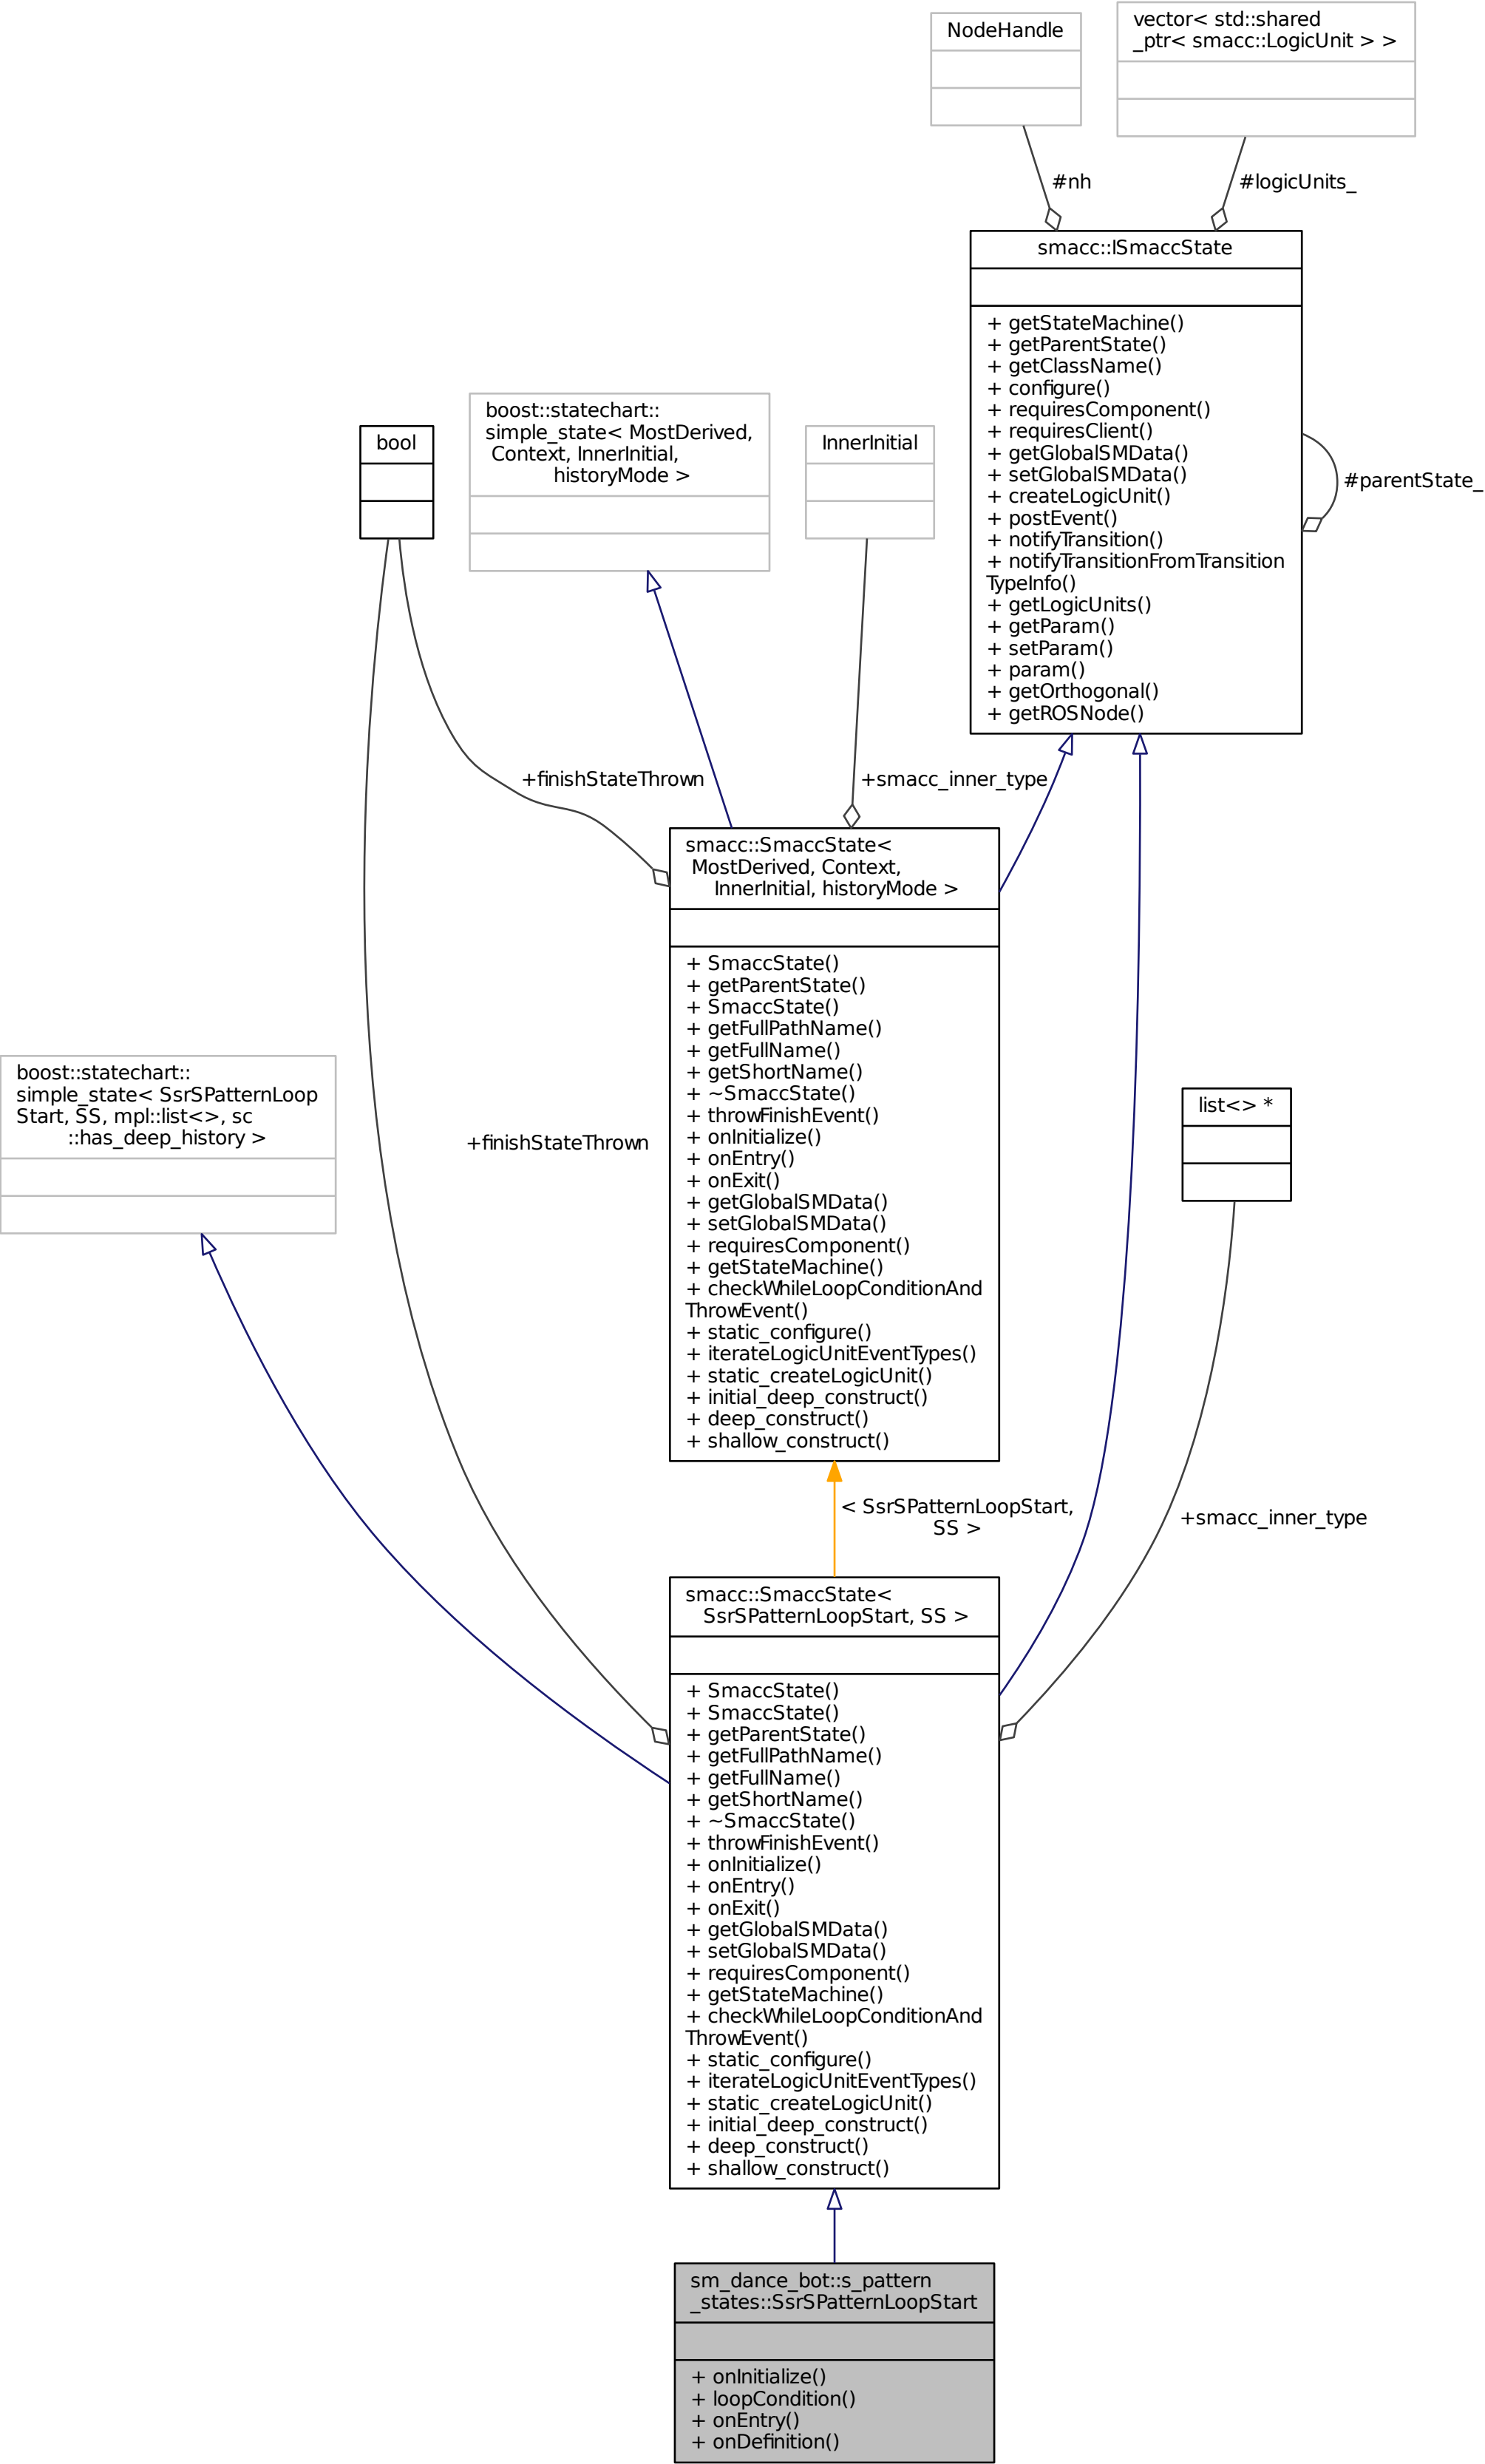 NodeHandle
vector< std::shared
_ptr< smacc::LogicUnit > >
#nh
#logicUnits_
smacc::ISmaccState
+ getStateMachine()
+ getParentState()
+ getClassName()
+ configure()
+ requiresComponent()
+ requiresClient()
+ getGlobalSMData()
+ setGlobalSMData()
+ createLogicUnit()
+ postEvent()
+ notifyTransition()
+ notifyTransitionFromTransition
TypeInfo()
+ getLogicUnits()
+ getParam()
+ setParam()
+ param()
+ getOrthogonal()
+ getROSNode()
#parentState_
bool
boost::statechart::
simple_state< MostDerived,
Context, InnerInitial,
historyMode >
InnerInitial
+finishStateThrown
+smacc_inner_type
smacc::SmaccState<
MostDerived, Context,
InnerInitial, historyMode >
+ SmaccState()
+ getParentState()
+ SmaccState()
+ getFullPathName()
+ getFullName()
+ getShortName()
+ ~SmaccState()
+ throwFinishEvent()
+ onInitialize()
+ onEntry()
+ onExit()
+ getGlobalSMData()
+ setGlobalSMData()
+ requiresComponent()
+ getStateMachine()
+ checkWhileLoopConditionAnd
ThrowEvent()
+ static_configure()
+ iterateLogicUnitEventTypes()
+ static_createLogicUnit()
+ initial_deep_construct()
+ deep_construct()
+ shallow_construct()
boost::statechart::
simple_state< SsrSPatternLoop
Start, SS, mpl::list<>, sc
::has_deep_history >
+finishStateThrown
list<> *
< SsrSPatternLoopStart,
SS >
+smacc_inner_type
smacc::SmaccState<
SsrSPatternLoopStart, SS >
+ SmaccState()
+ SmaccState()
+ getParentState()
+ getFullPathName()
+ getFullName()
+ getShortName()
+ ~SmaccState()
+ throwFinishEvent()
+ onInitialize()
+ onEntry()
+ onExit()
+ getGlobalSMData()
+ setGlobalSMData()
+ requiresComponent()
+ getStateMachine()
+ checkWhileLoopConditionAnd
ThrowEvent()
+ static_configure()
+ iterateLogicUnitEventTypes()
+ static_createLogicUnit()
+ initial_deep_construct()
+ deep_construct()
+ shallow_construct()
sm_dance_bot::s_pattern
_states::SsrSPatternLoopStart
+ onInitialize()
+ loopCondition()
+ onEntry()
+ onDefinition()